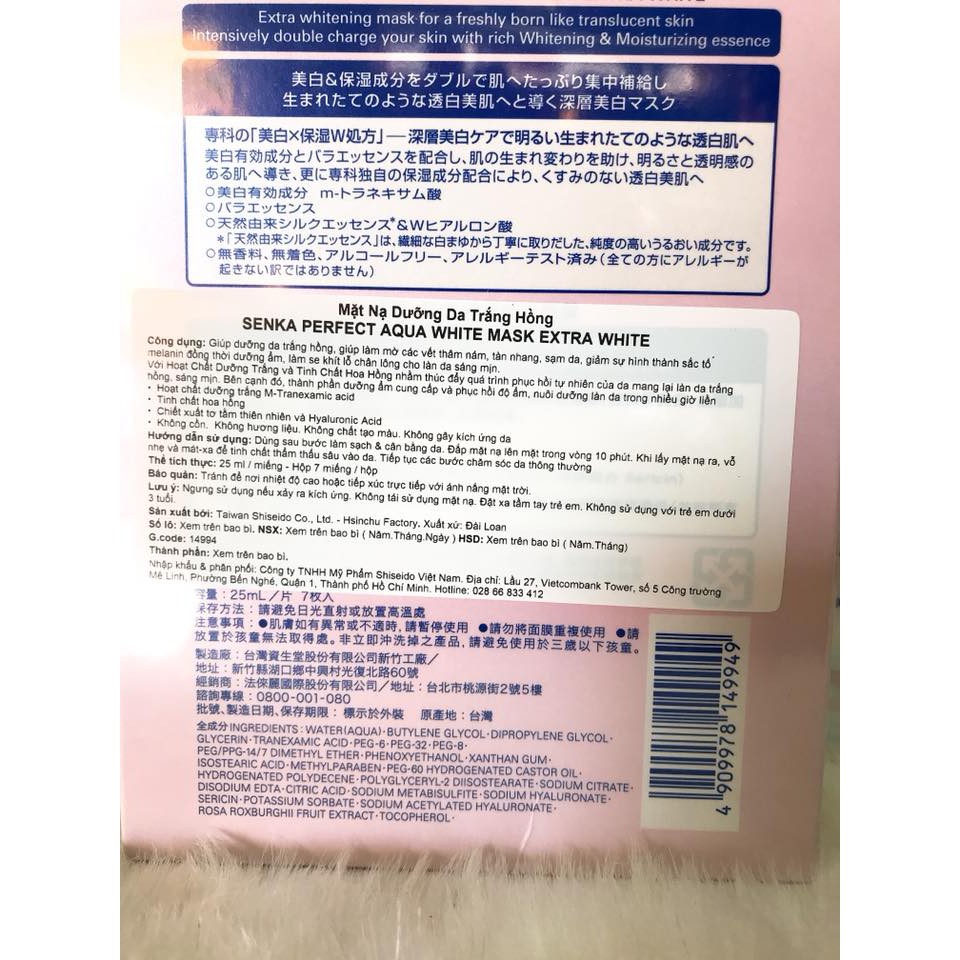 Extra whitening mask for a freshly born like translucent skin
Intensively double charge your skin with rich Whitening & Moisturizing essence
美白&保湿成分をダブルで肌へたっぷり集中補給し
生まれたてのような透白美肌へと導く深層美白マスク
専科の「美白×保湿W処方」―深層美白ケアで明るい生まれたてのような透白肌へ
美白有効成分とバラエッセンスを配合し、肌の生まれ変わりを助け、明るさと透明感の
ある肌へ導き、更に専科独自の保湿成分配合により、くすみのない透白美肌へ
○美白有効成分 m-トラネキサム酸
○バラエッセンス
○天然由来シルクエッセンス*&Wヒアルロン酸
*「天然由来シルクエッセンス」は、繊細な白まゆから丁寧に取りだした、純度の高いうるおい成分です。
○無香料、無着色、アルコールフリー、アレルギーテスト済み(全ての方にアレルギーが
起きない訳ではありません)
Mặt Nạ Dưỡng Da Trắng Hồng
SENKA PERFECT AQUA WHITE MASK EXTRA WHITE
Công dụng: Giúp dưỡng da trắng hồng, giúp làm mờ các vết thâm nám, tàn nhang, sạm da, giảm sự hình thành sắc tố
melanin đồng thời dưỡng ẩm, làm se khít lỗ chân lông cho làn da sáng mịn.
Với Hoạt Chất Dưỡng Trắng và Tinh Chất Hoa Hồng nhằm thúc đẩy quá trình phục hồi tự nhiên của da mang lại làn da trắng
hồng, sáng mịn. Bên cạnh đó, thành phần dưỡng ẩm cung cấp và phục hồi độ ẩm, nuôi dưỡng làn da trong nhiều giờ liền
• Hoạt chất dưỡng trắng M-Tranexamic acid
• Tinh chất hoa hồng
• Chiết xuất tơ tằm thiên nhiên và Hyaluronic Acid
• Không cồn. Không hương liệu. Không chất tạo màu. Không gây kích ứng da
Hướng dẫn sử dụng: Dùng sau bước làm sạch & cân bằng da. Đắp mặt nạ lên mặt trong vòng 10 phút. Khi lấy mặt nạ ra, vỗ
nhẹ và mát-xa để tinh chất thẩm thấu sâu vào da. Tiếp tục các bước chăm sóc da thông thường
Thể tích thực: 25 ml / miếng - Hộp 7 miếng / hộp
Bảo quản: Tránh để nơi nhiệt độ cao hoặc tiếp xúc trực tiếp với ánh nắng mặt trời.
Lưu ý: Ngưng sử dụng nếu xảy ra kích ứng. Không tái sử dụng mặt nạ. Đặt xa tầm tay trẻ em. Không sử dụng với trẻ em dưới
3 tuổi.
Sản xuất bởi: Taiwan Shiseido Co., Ltd. - Hsinchu Factory. Xuất xứ: Đài Loan
Số lô: Xem trên bao bì. NSX: Xem trên bao bì ( Năm.Tháng.Ngày ) HSD: Xem trên bao bì ( Năm.Tháng)
G.code: 14994
Thành phần: Xem trên bao bì.
Nhập khẩu & phân phối: Công ty TNHH Mỹ Phẩm Shiseido Việt Nam. Địa chỉ: Lầu 27, Vietcombank Tower, số 5 Công trường
Mê Linh, Phường Bến Nghé, Quận 1, Thành phố Hồ Chí Minh. Hotline: 028 66 833 412
容量:25mL/片 7枚入
保存方法:請避免日光直射或放置高溫處
注意事項:●肌膚如有異常或不適時,請暫停使用 ●請勿將面膜重複使用 ●請
放置於孩童無法取得處。非立即沖洗掉之產品,請避免使用於三歲以下孩童。
製造廠:台灣資生堂股份有限公司新竹工廠/
地址:新竹縣湖口鄉中興村光復北路60號
經銷商:法徠麗國際股份有限公司/地址:台北市桃源街2號5樓
諮詢專線:0800-001-080
批號、製造日期、保存期限:標示於外裝 原產地:台灣
全成分 INGREDIENTS: WATER(AQUA)·BUTYLENE GLYCOL·DIPROPYLENE GLYCOL·
GLYCERIN·TRANEXAMIC ACID·PEG-6·PEG-32·PEG-8·
PEG/PPG-14/7 DIMETHYL ETHER·PHENOXYETHANOL·XANTHAN GUM·
ISOSTEARIC ACID·METHYLPARABEN·PEG-60 HYDROGENATED CASTOR OIL·
HYDROGENATED POLYDECENE·POLYGLYCERYL-2 DIISOSTEARATE·SODIUM CITRATE·
DISODIUM EDTA·CITRIC ACID·SODIUM METABISULFITE·SODIUM HYALURONATE·
SERICIN·POTASSIUM SORBATE·SODIUM ACETYLATED HYALURONATE·
ROSA ROXBURGHII FRUIT EXTRACT·TOCOPHEROL·
4 909978 149949